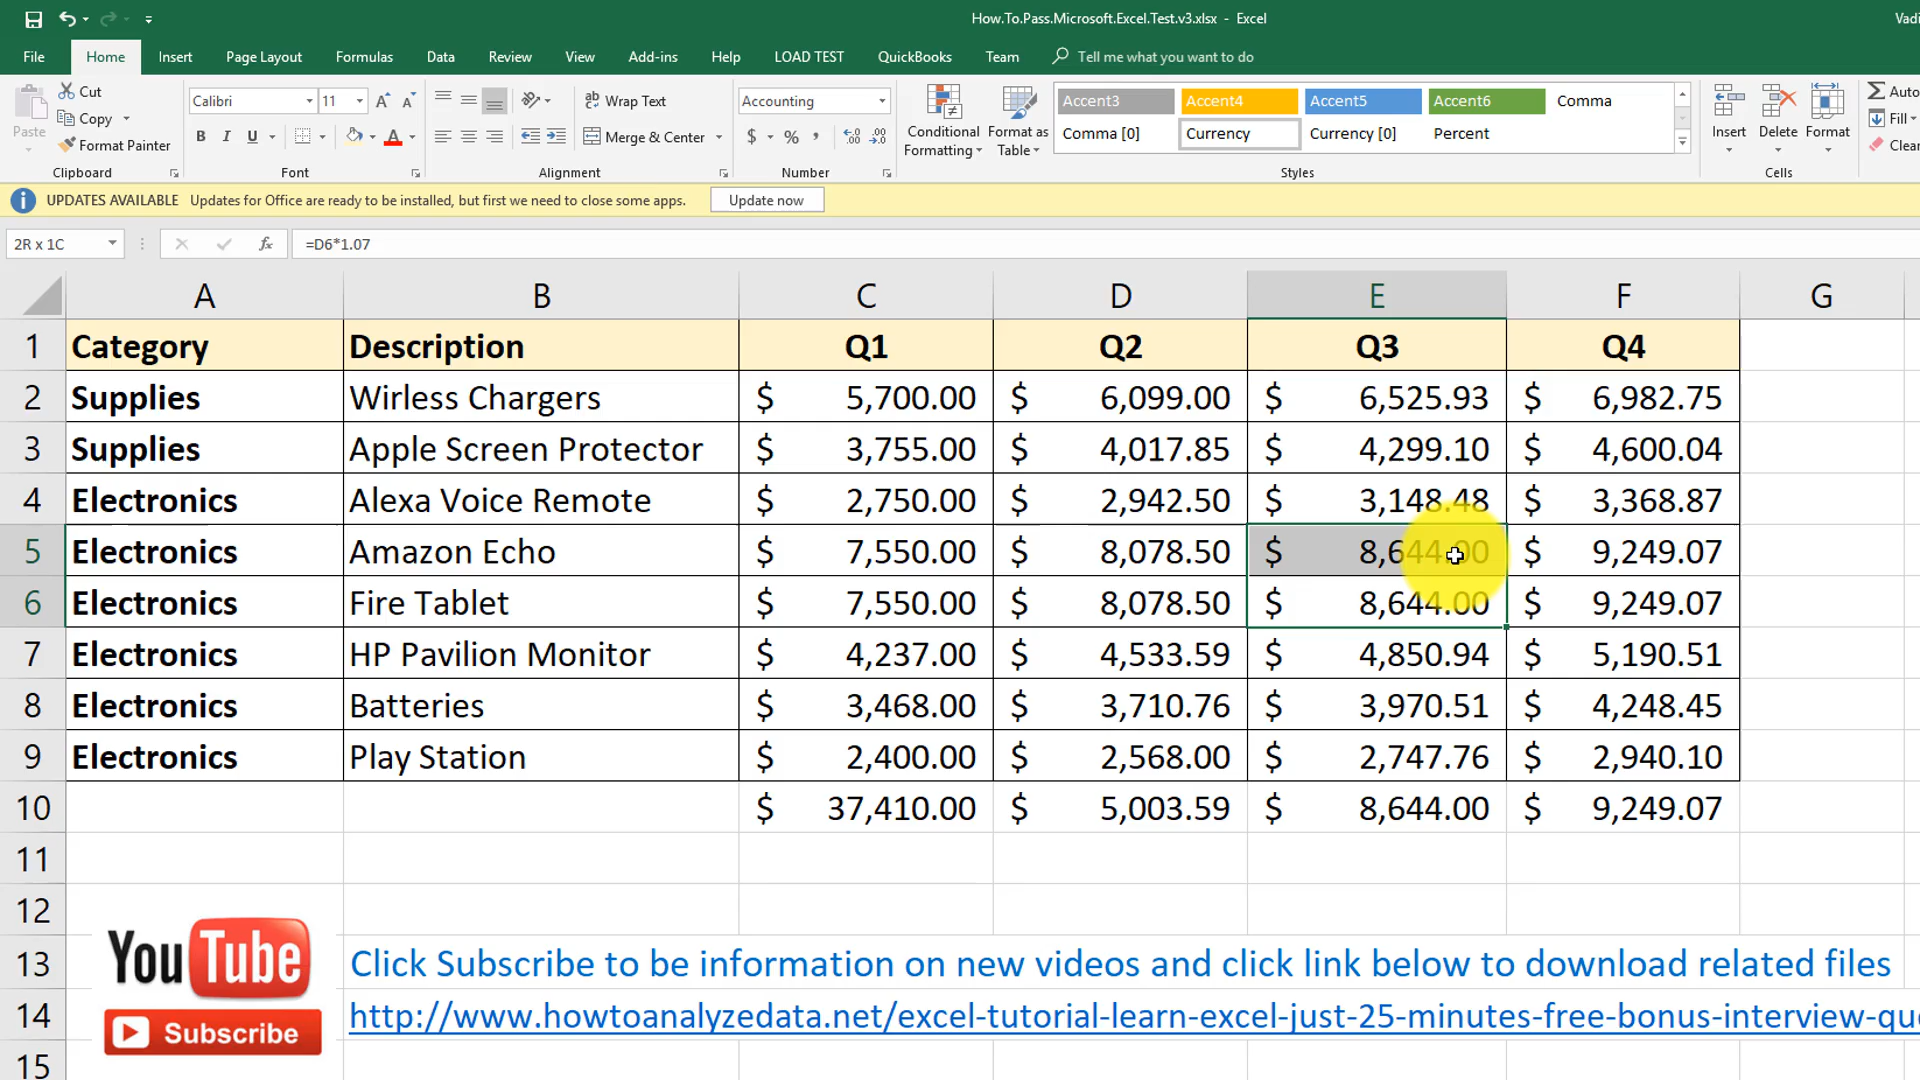 How.To.Pass.Microsoft.Excel.Test.v3.xlsx - Excel
File Home Insert Page Layout Formulas Data Review View Add-ins Help LOAD TEST QuickBooks Team Tell me what you want to do
Cut
Copy
Format Painter
Paste
Clipboard
Calibri 11
B I U A
Font
Wrap Text
Merge & Center
Alignment
Accounting
$ % ,
Number
Conditional Formatting
Format as Table
Accent3 Accent4 Accent5 Accent6 Comma
Comma [0] Currency Currency [0] Percent
Styles
Insert Delete Format
Cells
Auto
Fill
Clear
UPDATES AVAILABLE Updates for Office are ready to be installed, but first we need to close some apps. Update now
2R x 1C fx =D6*1.07
A B C D E F G
1 Category Description Q1 Q2 Q3 Q4
2 Supplies Wirless Chargers $ 5,700.00 $ 6,099.00 $ 6,525.93 $ 6,982.75
3 Supplies Apple Screen Protector $ 3,755.00 $ 4,017.85 $ 4,299.10 $ 4,600.04
4 Electronics Alexa Voice Remote $ 2,750.00 $ 2,942.50 $ 3,148.48 $ 3,368.87
5 Electronics Amazon Echo $ 7,550.00 $ 8,078.50 $ 8,644.00 $ 9,249.07
6 Electronics Fire Tablet $ 7,550.00 $ 8,078.50 $ 8,644.00 $ 9,249.07
7 Electronics HP Pavilion Monitor $ 4,237.00 $ 4,533.59 $ 4,850.94 $ 5,190.51
8 Electronics Batteries $ 3,468.00 $ 3,710.76 $ 3,970.51 $ 4,248.45
9 Electronics Play Station $ 2,400.00 $ 2,568.00 $ 2,747.76 $ 2,940.10
10 $ 37,410.00 $ 5,003.59 $ 8,644.00 $ 9,249.07
11
12
13 Click Subscribe to be information on new videos and click link below to download related files
14 http://www.howtoanalyzedata.net/excel-tutorial-learn-excel-just-25-minutes-free-bonus-interview-qu
15
YouTube
Subscribe